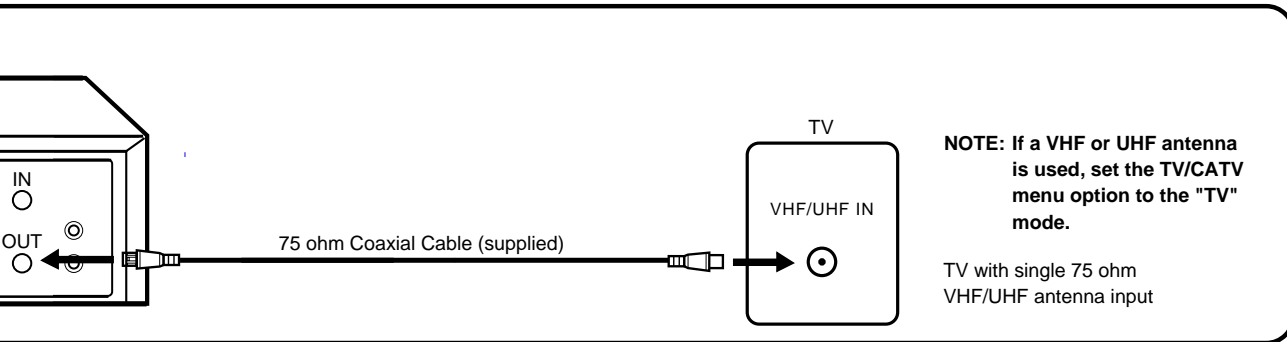 IN
OUT
75 ohm Coaxial Cable (supplied)
TV
VHF/UHF IN
NOTE: If a VHF or UHF antenna
is used, set the TV/CATV
menu option to the "TV"
mode.
TV with single 75 ohm
VHF/UHF antenna input